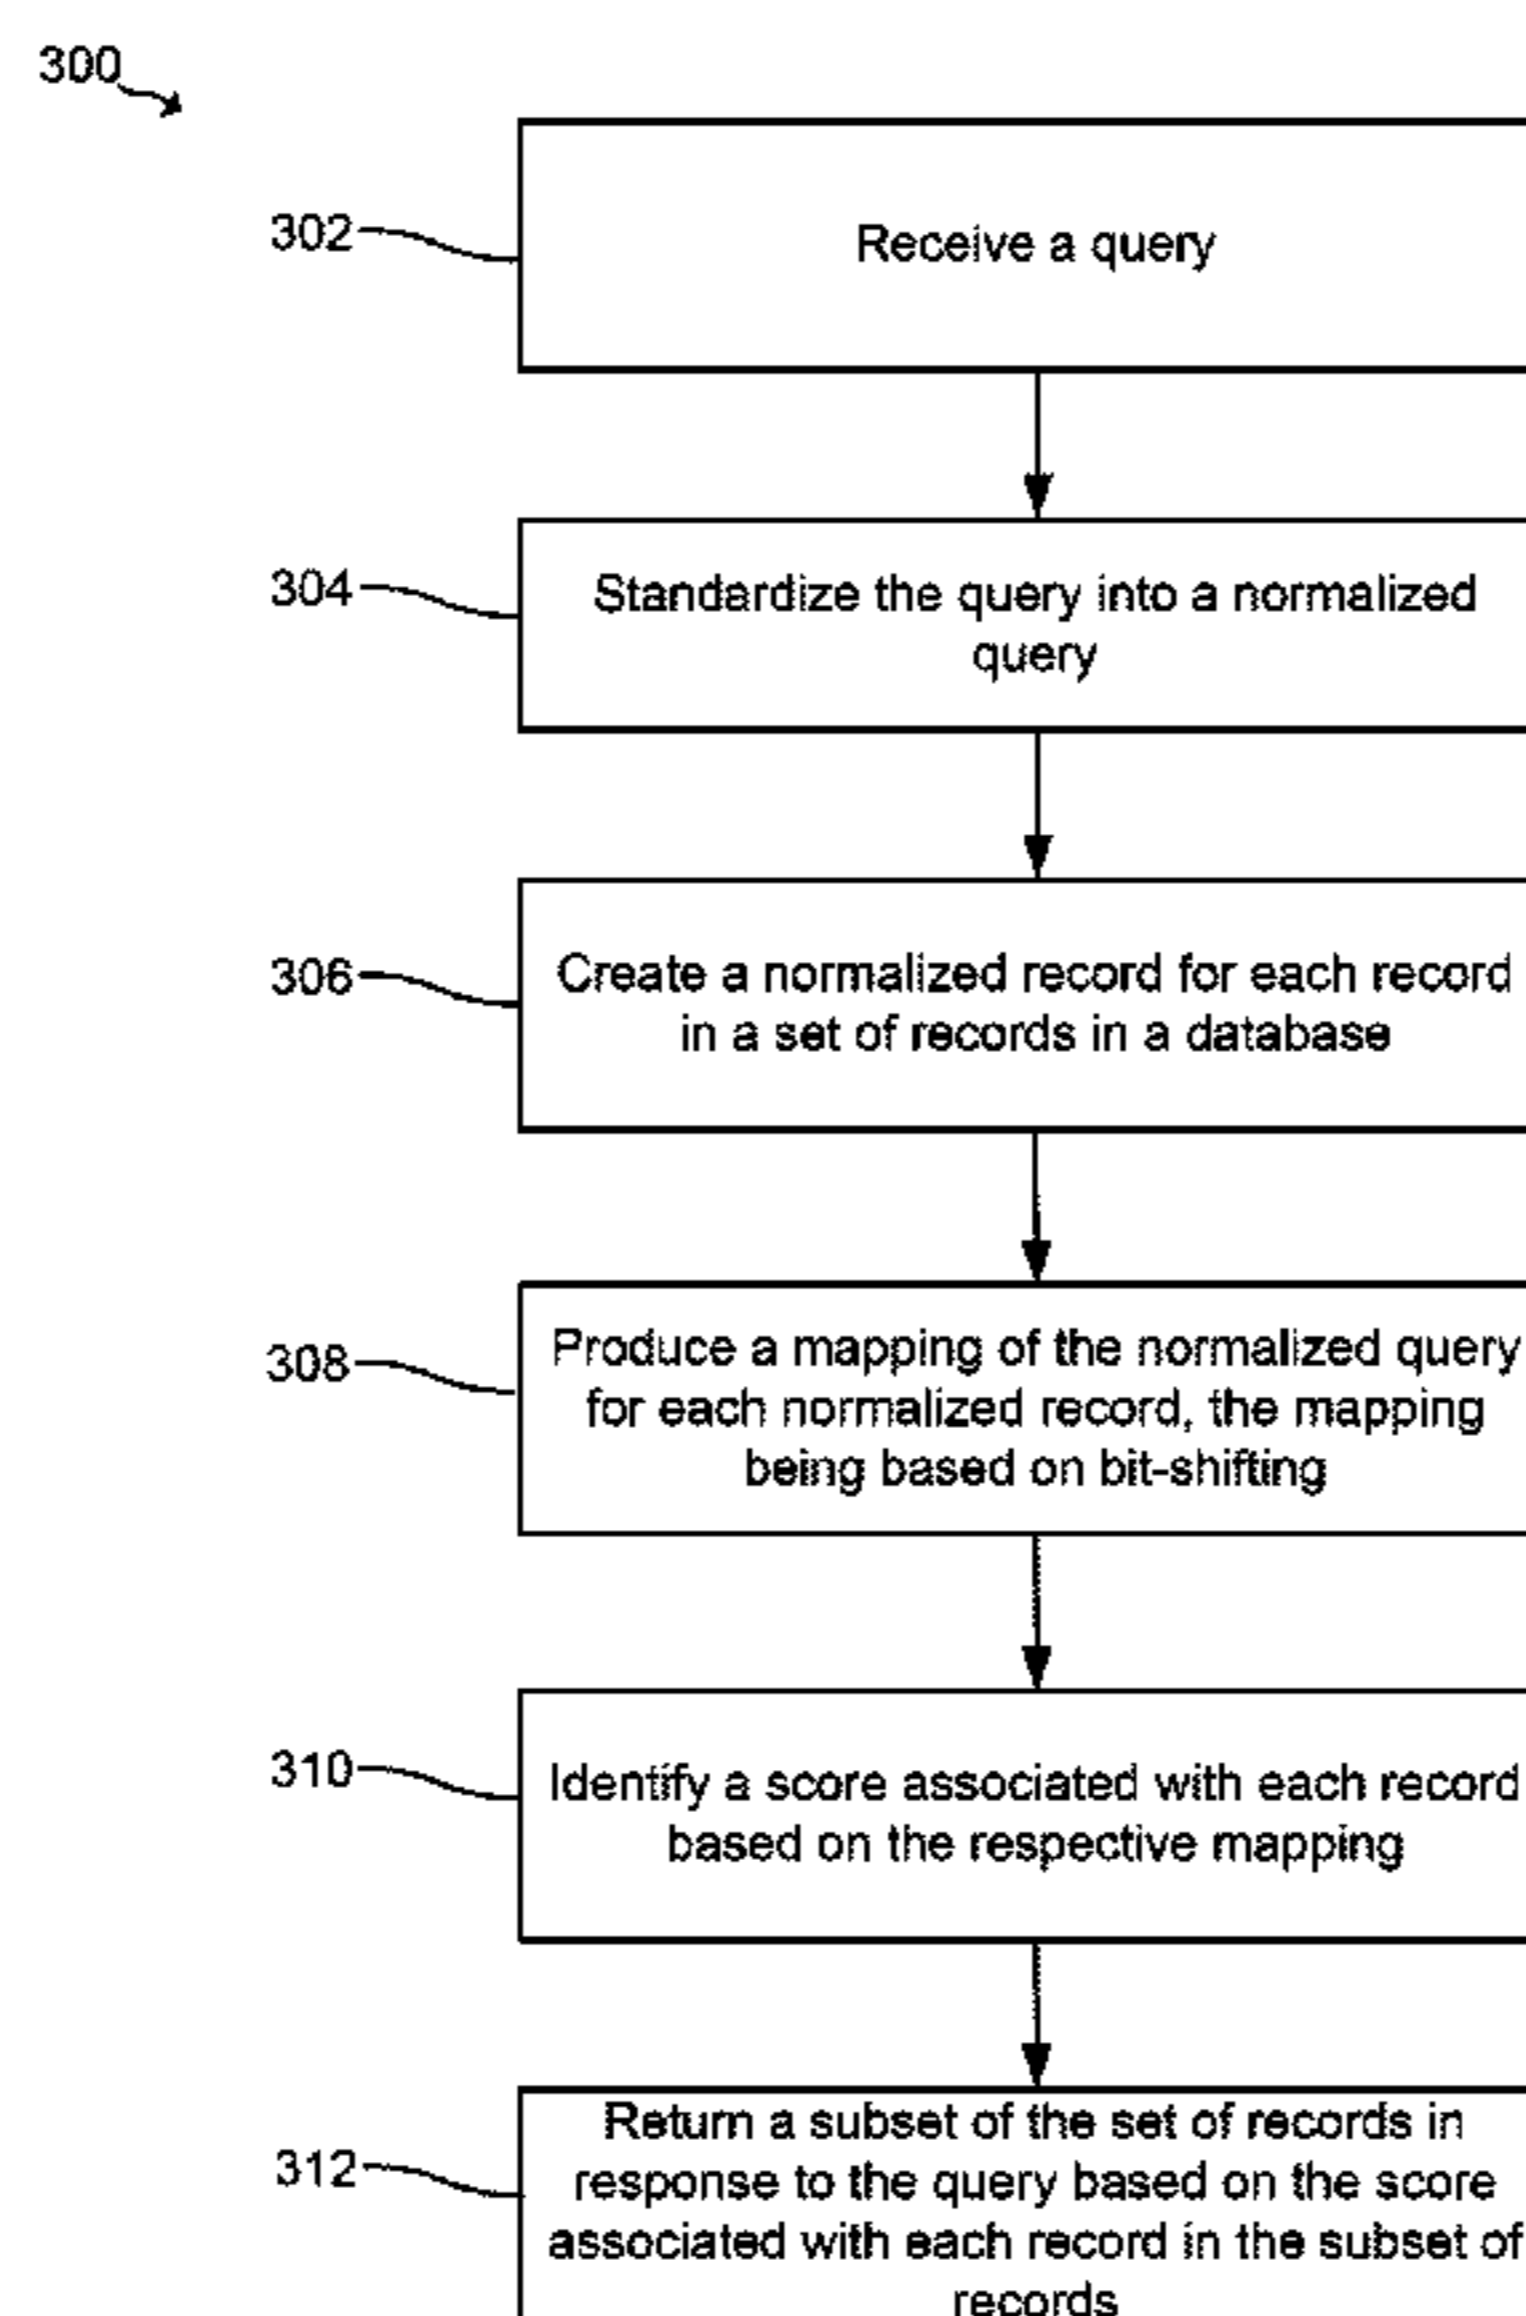 300
302
Receive a query
304
Standardize the query into a normalized
query
306
Create a normalized record for each record
in a set of records in a database
308
Produce a mapping of the normalized query
for each normalized record, the mapping
being based on bit-shifting
310
Identify a score associated with each record
based on the respective mapping
312
Return a subset of the set of records in
response to the query based on the score
associated with each record in the subset of
records